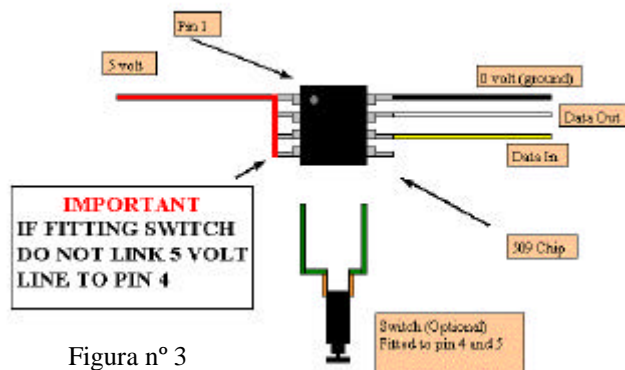 Pin 1
5 volt
0 volt (ground)
Data Out
Data In
IMPORTANT
IF FITTING SWITCH
DO NOT LINK 5 VOLT
LINE TO PIN 4
509 Chip
Switch (Optional)
Fitted to pin 4 and 5
Figura nº 3